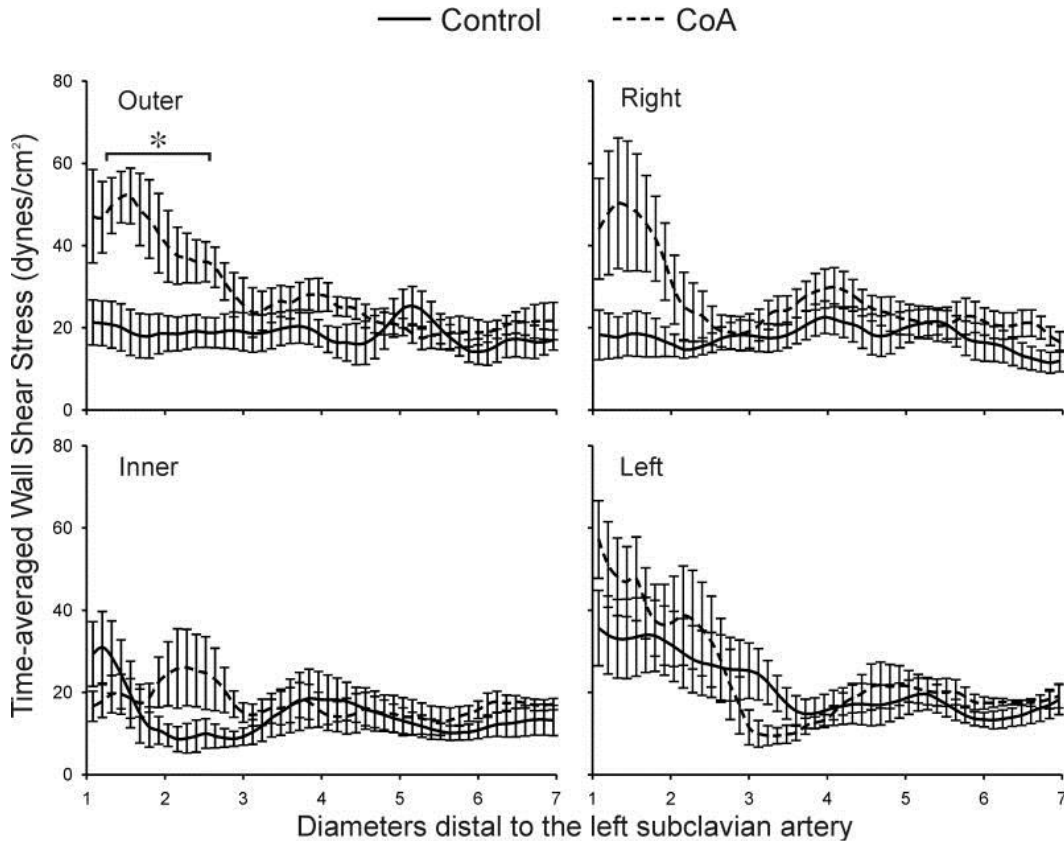 Control CoA
Time-averaged Wall Shear Stress (dynes/cm²)
80
60
40
20
0
Outer
*
Right
80
60
40
20
0
Inner
Left
1 2 3 4 5 6 7
1 2 3 4 5 6 7
Diameters distal to the left subclavian artery